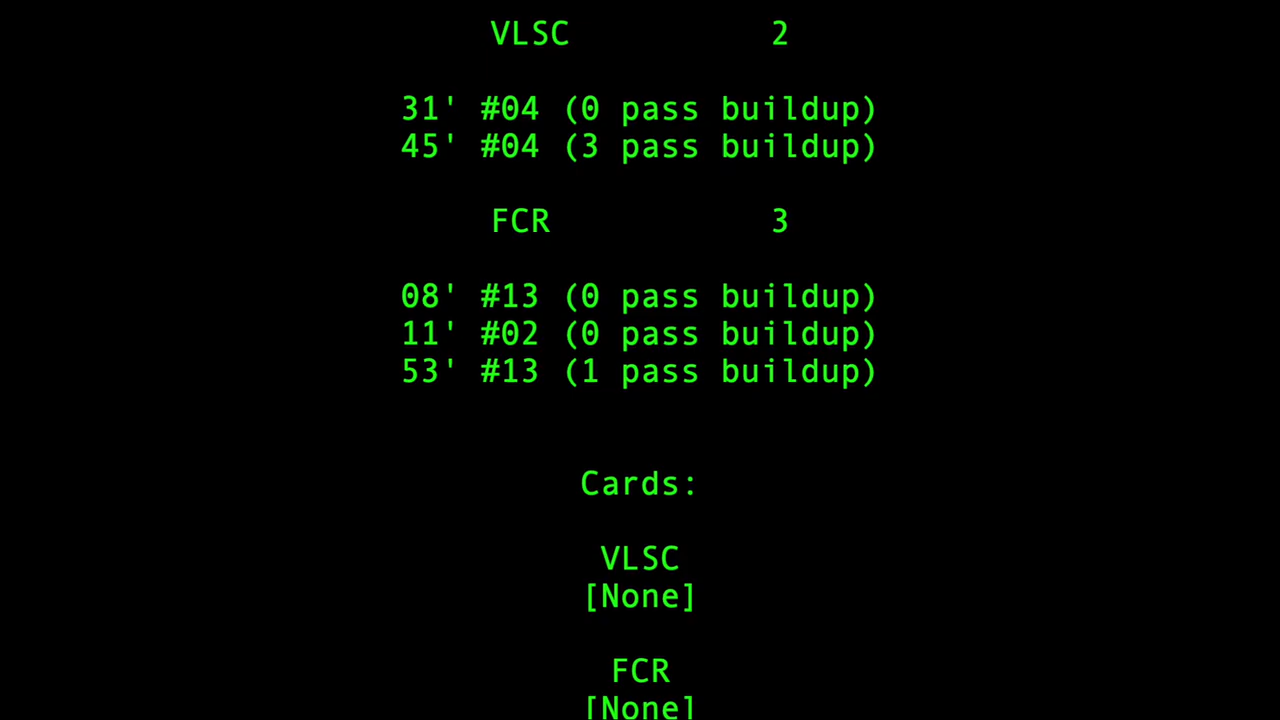 VLSC 2
31' #04 (0 pass buildup)
45' #04 (3 pass buildup)
FCR 3
08' #13 (0 pass buildup)
11' #02 (0 pass buildup)
53' #13 (1 pass buildup)
Cards:
VLSC
[None]
FCR
[None]